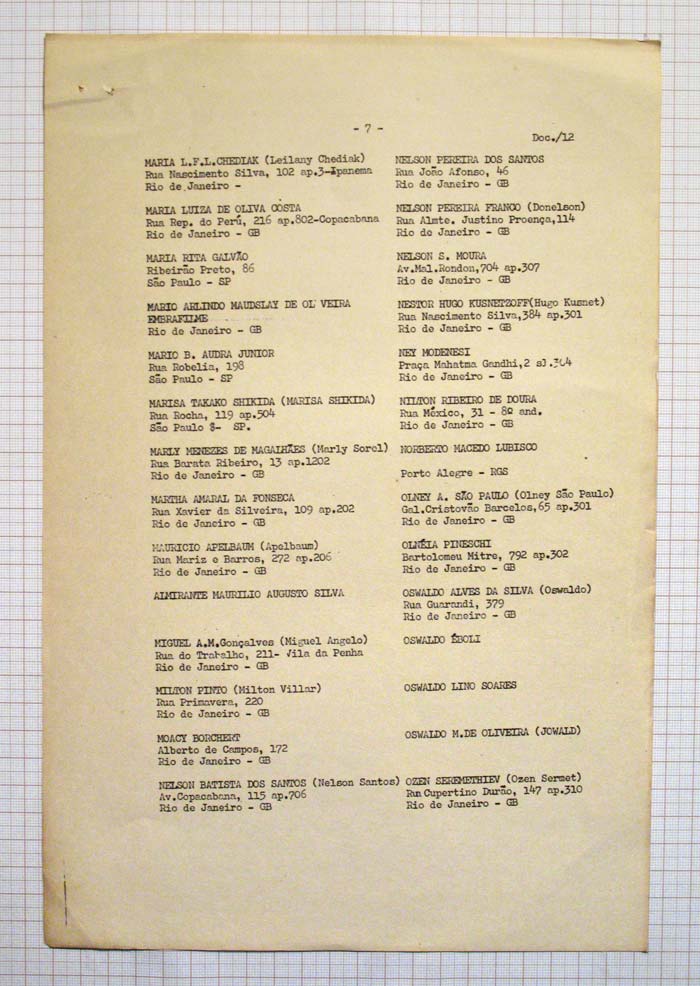 - 7 -
Doc./12
MARIA L.F.L.CHEDIAK (Leilany Chediak)
Rua Nascimento Silva, 102 ap.3-Ipanema
Rio de Janeiro -
MARIA LUIZA DE OLIVA COSTA
Rua Rep. do Perú, 216 ap.802-Copacabana
Rio de Janeiro - GB
MARIA RITA GALVÃO
Ribeirão Preto, 86
São Paulo - SP
MARIO ARLINDO MAUDSLAY DE OL VEIRA
EMBRAFILME
Rio de Janeiro - GB
MARIO B. AUDRA JUNIOR
Rua Robelia, 198
São Paulo - SP
MARISA TAKAKO SHIKIDA (MARISA SHIKIDA)
Rua Rocha, 119 ap.504
São Paulo S- SP.
MARLY MENEZES DE MAGALHÃES (Marly Sorel)
Rua Barata Ribeiro, 13 ap.1202
Rio de Janeiro - GB
MARTHA AMARAL DA FONSECA
Rua Xavier da Silveira, 109 ap.202
Rio de Janeiro - GB
MAURICIO APELBAUM (Apelbaum)
Rua Mariz e Barros, 272 ap.206
Rio de Janeiro - GB
ALMIRANTE MAURILIO AUGUSTO SILVA
MIGUEL A.M.Gonçalves (Miguel Angelo)
Rua do Trabalho, 211- Vila da Penha
Rio de Janeiro - GB
MILTON PINTO (Milton Villar)
Rua Primavera, 220
Rio de Janeiro - GB
MOACY BORCHERT
Alberto de Campos, 172
Rio de Janeiro - GB
NELSON BATISTA DOS SANTOS (Nelson Santos)
Av.Copacabana, 115 ap.706
Rio de Janeiro - GB
NELSON PEREIRA DOS SANTOS
Rua João Afonso, 46
Rio de Janeiro - GB
NELSON PEREIRA FRANCO (Donelson)
Rua Almte. Justino Proença,114
Rio de Janeiro - GB
NELSON S. MOURA
Av.Mal.Rondon,704 ap.307
Rio de Janeiro - GB
NESTOR HUGO KUSNETZOFF(Hugo Kusnet)
Rua Nascimento Silva,384 ap.301
Rio de Janeiro - GB
NEY MODENESI
Praça Mahatma Gandhi,2 sl.304
Rio de Janeiro - GB
NILTON RIBEIRO DE DOURA
Rua México, 31 - 8º and.
Rio de Janeiro - GB
NORBERTO MACEDO LUBISCO
Porto Alegre - RGS
OLNEY A. SÃO PAULO (Olney São Paulo)
Gal.Cristovão Barcelos,65 ap.301
Rio de Janeiro - GB
OLNÉIA PINESCHI
Bartolomeu Mitre, 792 ap.302
Rio de Janeiro - GB
OSWALDO ALVES DA SILVA (Oswaldo)
Rua Guarandi, 379
Rio de Janeiro - GB
OSWALDO ÉBOLI
OSWALDO LINO SOARES
OSWALDO M.DE OLIVEIRA (JOWALD)
OZEN SEREMETHIEV (Ozen Sermet)
Rua Cupertino Durão, 147 ap.310
Rio de Janeiro - GB